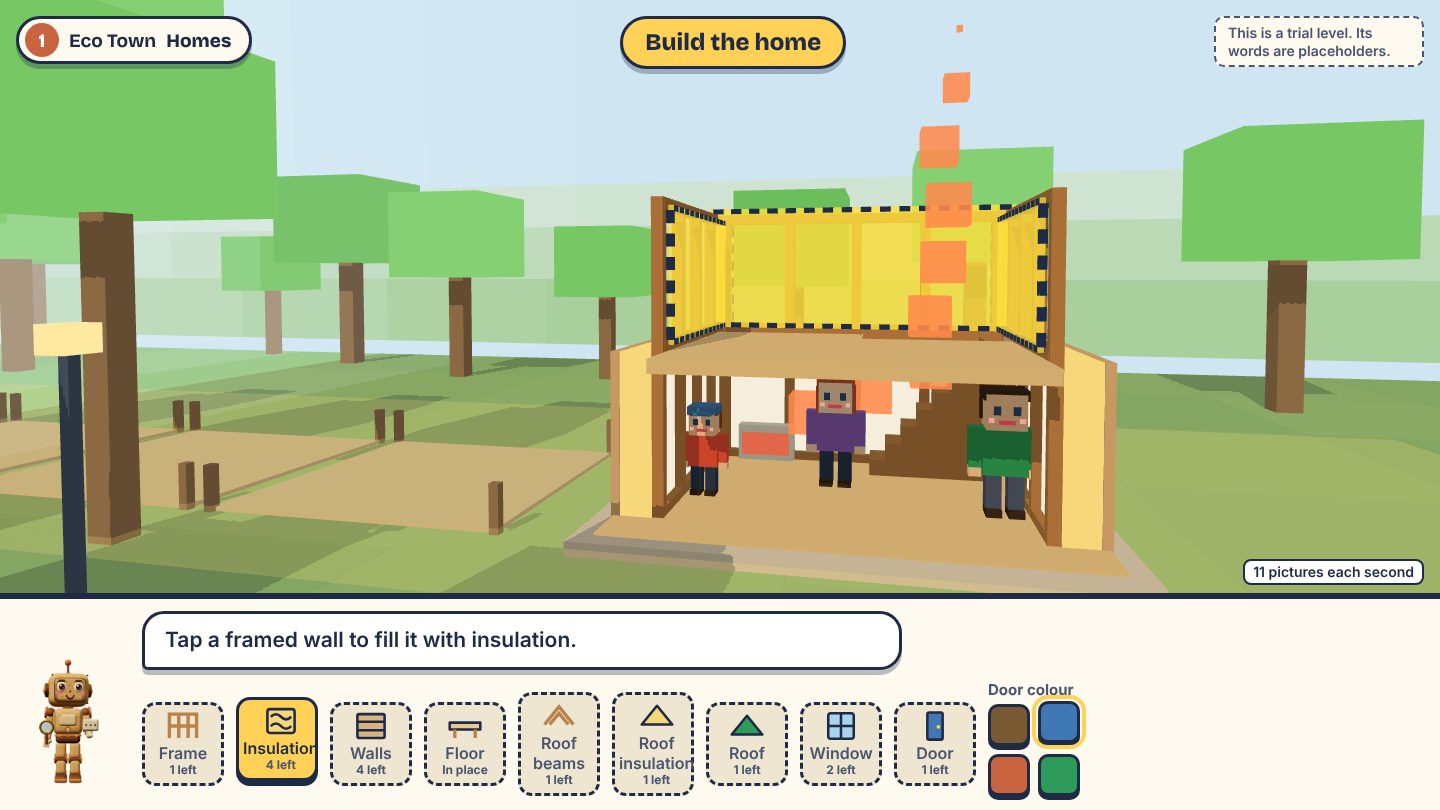 1 Eco Town Homes
Build the home
This is a trial level. Its
words are placeholders.
11 pictures each second
Tap a framed wall to fill it with insulation.
Frame
1 left
Insulation
4 left
Walls
4 left
Floor
In place
Roof
beams
1 left
Roof
insulation
1 left
Roof
1 left
Window
2 left
Door
1 left
Door colour